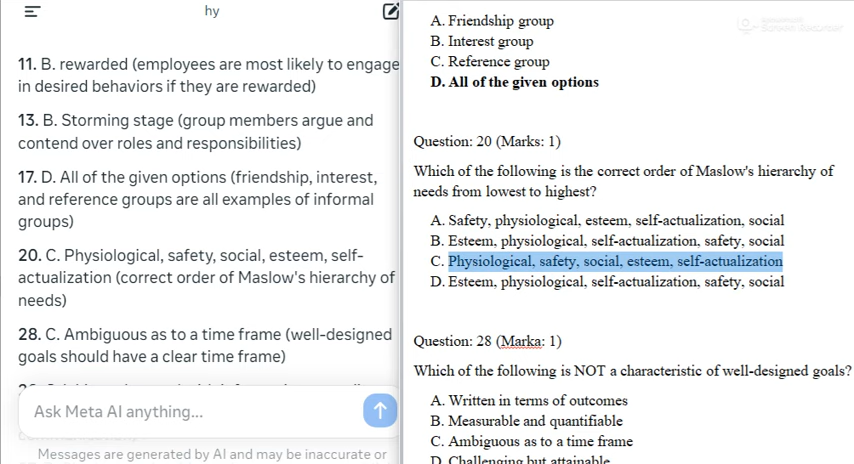 hy
11. B. rewarded (employees are most likely to engage
in desired behaviors if they are rewarded)
13. B. Storming stage (group members argue and
contend over roles and responsibilities)
17. D. All of the given options (friendship, interest,
and reference groups are all examples of informal
groups)
20. C. Physiological, safety, social, esteem, self-
actualization (correct order of Maslow's hierarchy of
needs)
28. C. Ambiguous as to a time frame (well-designed
goals should have a clear time frame)
Ask Meta AI anything...
Messages are generated by AI and may be inaccurate or
A. Friendship group
B. Interest group
C. Reference group
D. All of the given options
Question: 20 (Marks: 1)
Which of the following is the correct order of Maslow's hierarchy of
needs from lowest to highest?
A. Safety, physiological, esteem, self-actualization, social
B. Esteem, physiological, self-actualization, safety, social
C. Physiological, safety, social, esteem, self-actualization
D. Esteem, physiological, self-actualization, safety, social
Question: 28 (Marka: 1)
Which of the following is NOT a characteristic of well-designed goals?
A. Written in terms of outcomes
B. Measurable and quantifiable
C. Ambiguous as to a time frame
D. Challenging but attainable
Screen Recorder